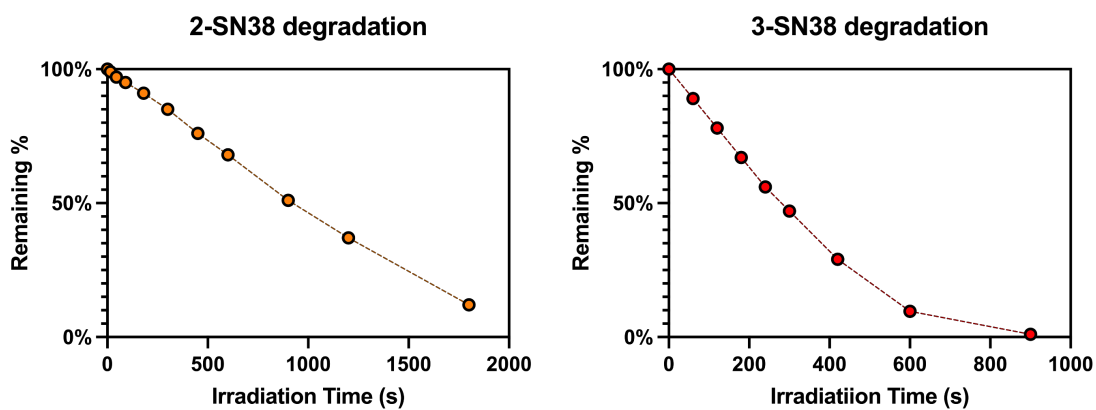 2-SN38 degradation
100%
50%
0%
Remaining %
0 500 1000 1500 2000
Irradiation Time (s)
3-SN38 degradation
100%
50%
0%
Remaining %
0 200 400 600 800 1000
Irradiatiion Time (s)